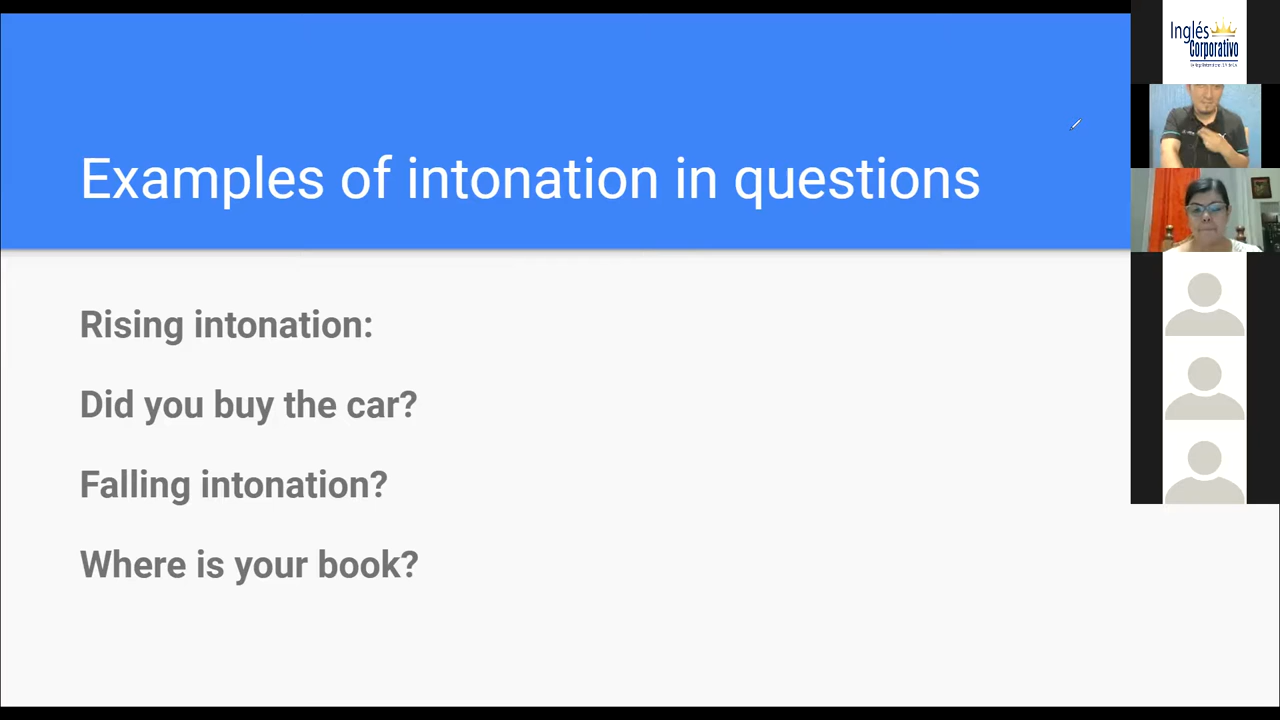 Examples of intonation in questions
Rising intonation:
Did you buy the car?
Falling intonation?
Where is your book?
Inglés
Corporativo